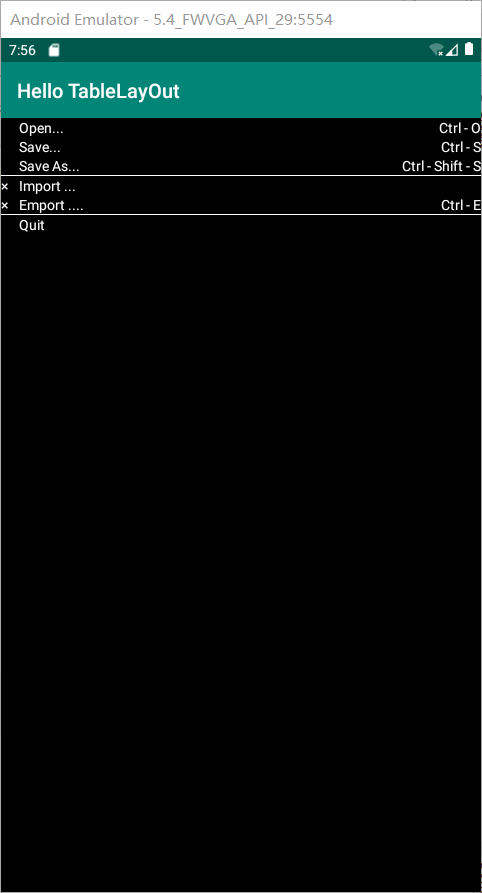 Android Emulator - 5.4_FWVGA_API_29:5554
7:56
Hello TableLayOut
Open... Ctrl - O
Save... Ctrl - S
Save As... Ctrl - Shift - S
× Import ...
× Emport .... Ctrl - E
Quit